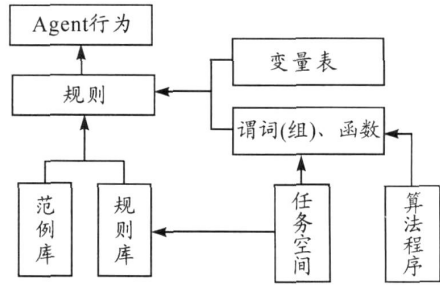 Agent行为
变量表
规则
谓词(组)、函数
范例库
规则库
任务空间
算法程序